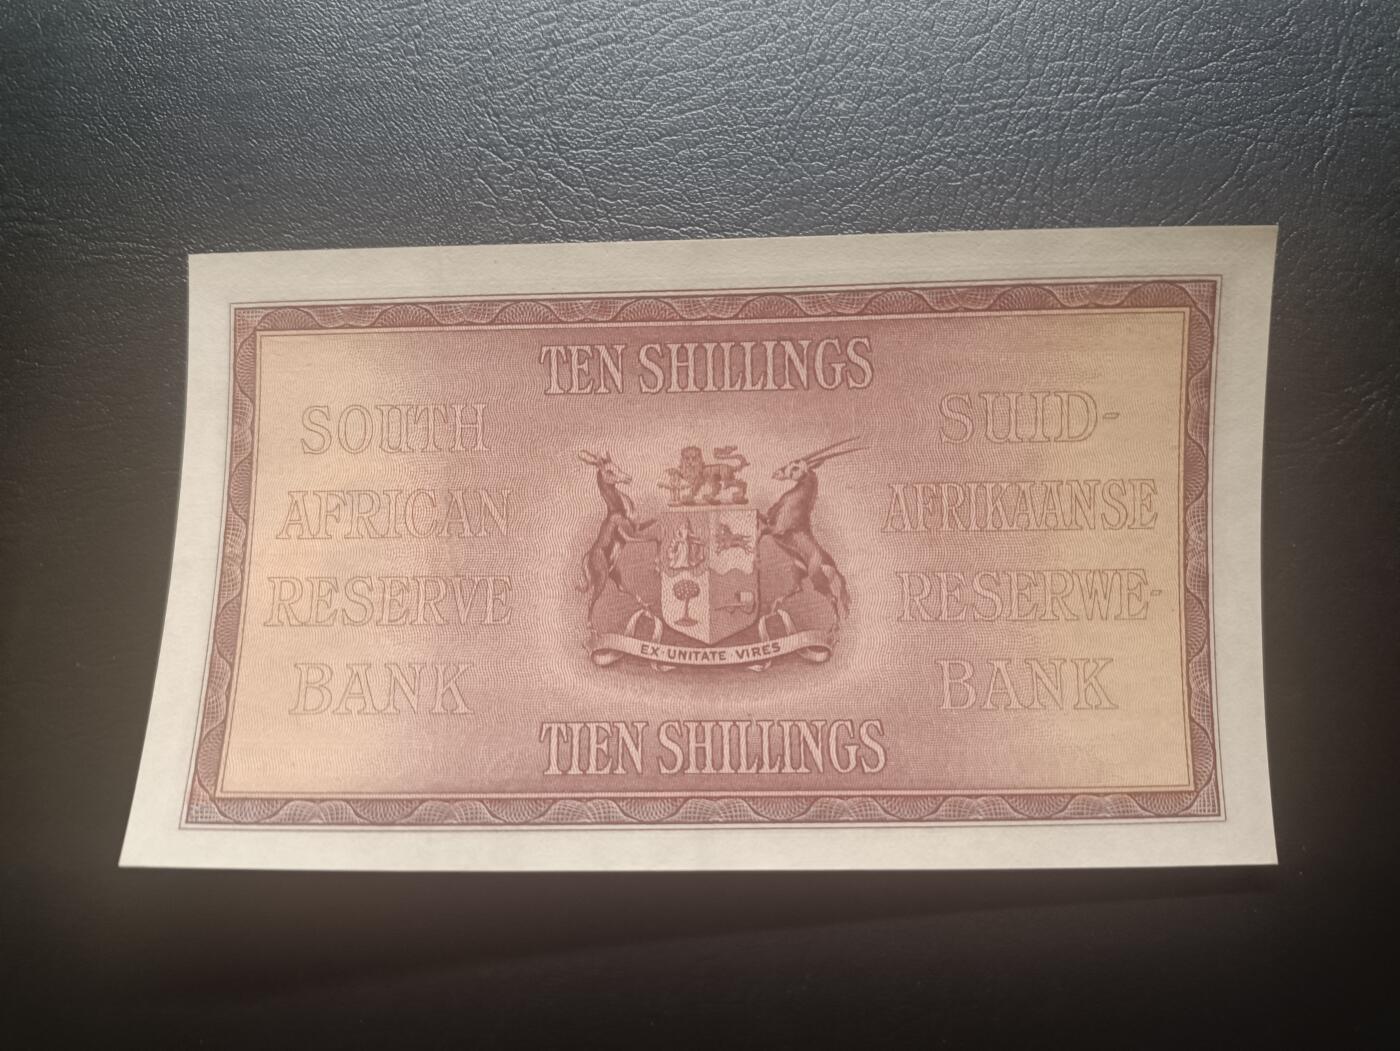 TEN SHILLINGS
SOUTH
AFRICAN
RESERVE
BANK
SUID-
AFRIKAANSE
RESERWE-
BANK
EX·UNITATE·VIRES
TIEN SHILLINGS